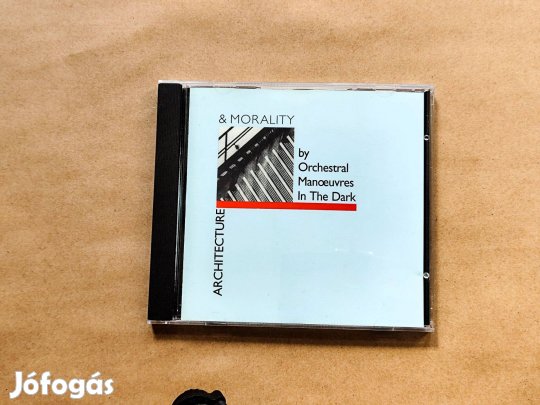 ARCHITECTURE
& MORALITY
by
Orchestral
Manœuvres
In The Dark
Jófogás